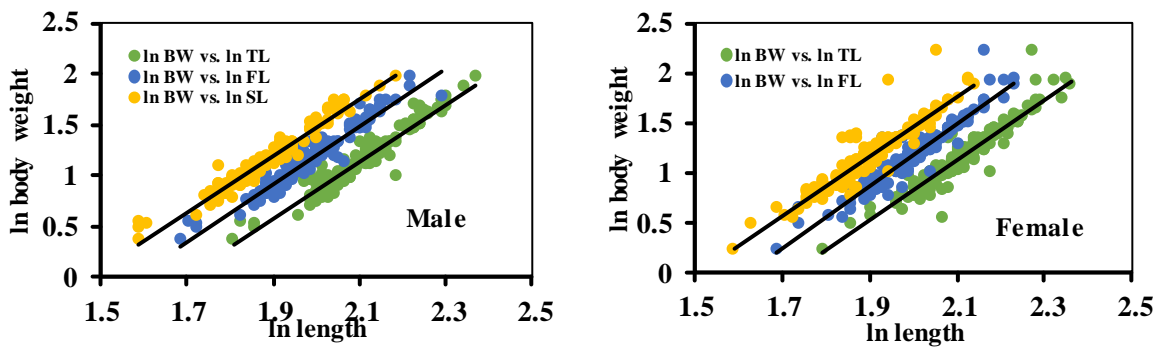 2.5
2
1.5
1
0.5
0
ln body weight
ln BW vs. ln TL
ln BW vs. ln FL
ln BW vs. ln SL
Male
1.5 1.7 1.9 2.1 2.3 2.5
ln length
2.5
2
1.5
1
0.5
0
ln body weight
ln BW vs. ln TL
ln BW vs. ln FL
Female
1.5 1.7 1.9 2.1 2.3 2.5
ln length